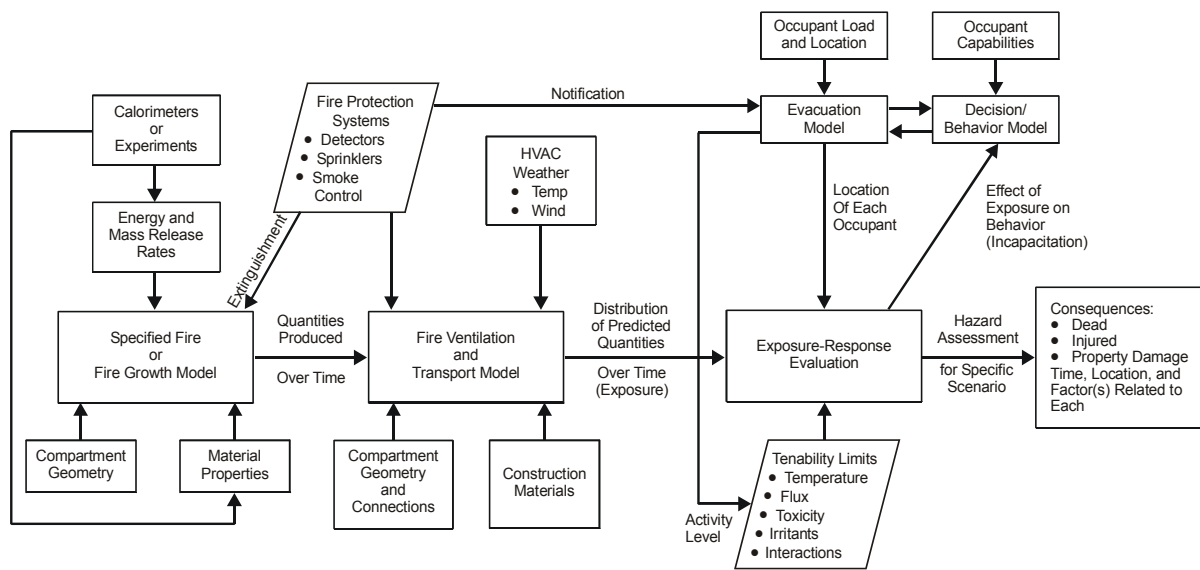 Occupant Load
and Location
Occupant
Capabilities
Calorimeters
or
Experiments
Fire Protection
Systems
• Detectors
• Sprinklers
• Smoke
Control
Notification
Evacuation
Model
Decision/
Behavior Model
HVAC
Weather
• Temp
• Wind
Energy and
Mass Release
Rates
Extinguishment
Location
Of Each
Occupant
Effect of
Exposure on
Behavior
(Incapacitation)
Specified Fire
or
Fire Growth Model
Quantities
Produced
Over Time
Fire Ventilation
and
Transport Model
Distribution
of Predicted
Quantities
Over Time
(Exposure)
Exposure-Response
Evaluation
Hazard
Assessment
for Specific
Scenario
Consequences:
• Dead
• Injured
• Property Damage
Time, Location, and
Factor(s) Related to
Each
Compartment
Geometry
Material
Properties
Compartment
Geometry
and
Connections
Construction
Materials
Activity
Level
Tenability Limits
• Temperature
• Flux
• Toxicity
• Irritants
• Interactions